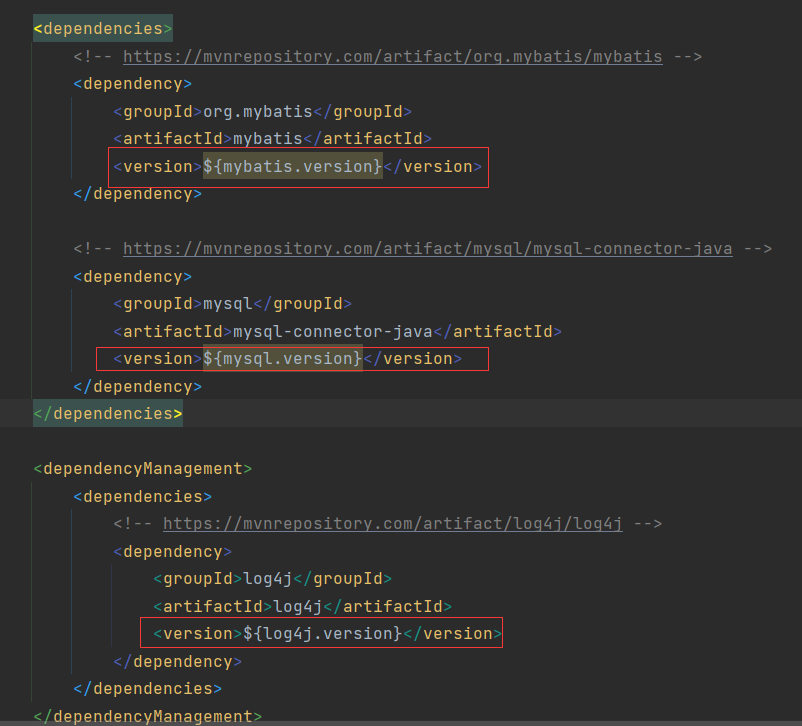 <dependencies>
<!-- https://mvnrepository.com/artifact/org.mybatis/mybatis -->
<dependency>
<groupId>org.mybatis</groupId>
<artifactId>mybatis</artifactId>
<version>${mybatis.version}</version>
</dependency>
<!-- https://mvnrepository.com/artifact/mysql/mysql-connector-java -->
<dependency>
<groupId>mysql</groupId>
<artifactId>mysql-connector-java</artifactId>
<version>${mysql.version}</version>
</dependency>
</dependencies>
<dependencyManagement>
<dependencies>
<!-- https://mvnrepository.com/artifact/log4j/log4j -->
<dependency>
<groupId>log4j</groupId>
<artifactId>log4j</artifactId>
<version>${log4j.version}</version>
</dependency>
</dependencies>
</dependencyManagement>